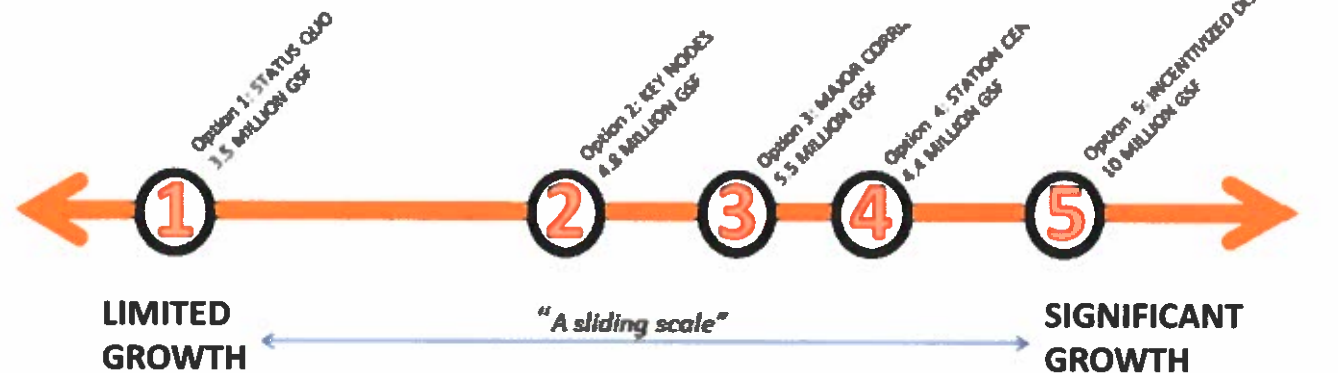 Option 1: STATUS QUO
3.5 MILLION GSF
Option 2: KEY NODES
4.8 MILLION GSF
Option 3: MAJOR
5.5 MILLION GSF
Option 4: STATION
4.4 MILLION GSF
Option 5: INCENTIVIZED
10 MILLION GSF
1
2
3
4
5
LIMITED
GROWTH
"A sliding scale"
SIGNIFICANT
GROWTH